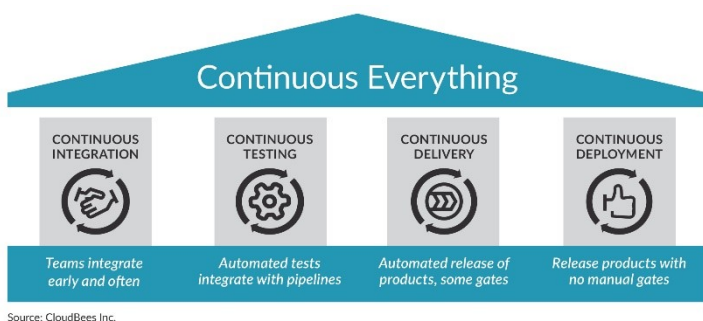 Continuous Everything
CONTINUOUS
INTEGRATION
CONTINUOUS
TESTING
CONTINUOUS
DELIVERY
CONTINUOUS
DEPLOYMENT
Teams integrate
early and often
Automated tests
integrate with pipelines
Automated release of
products, some gates
Release products with
no manual gates
Source: CloudBees Inc.